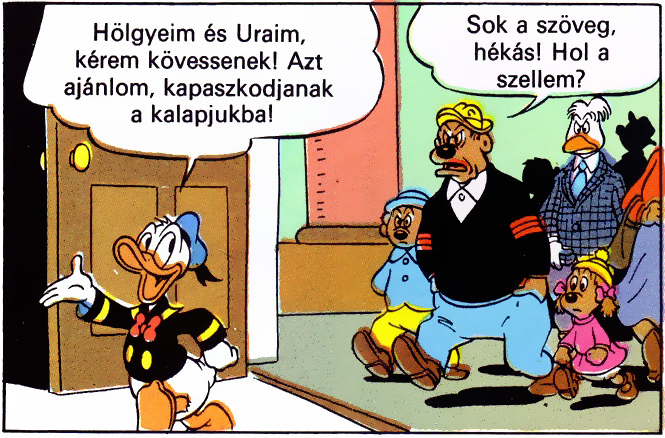 Hölgyeim és Uraim,
kérem kövessenek! Azt
ajánlom, kapaszkodjanak
a kalapjukba!
Sok a szöveg,
hékás! Hol a
szellem?